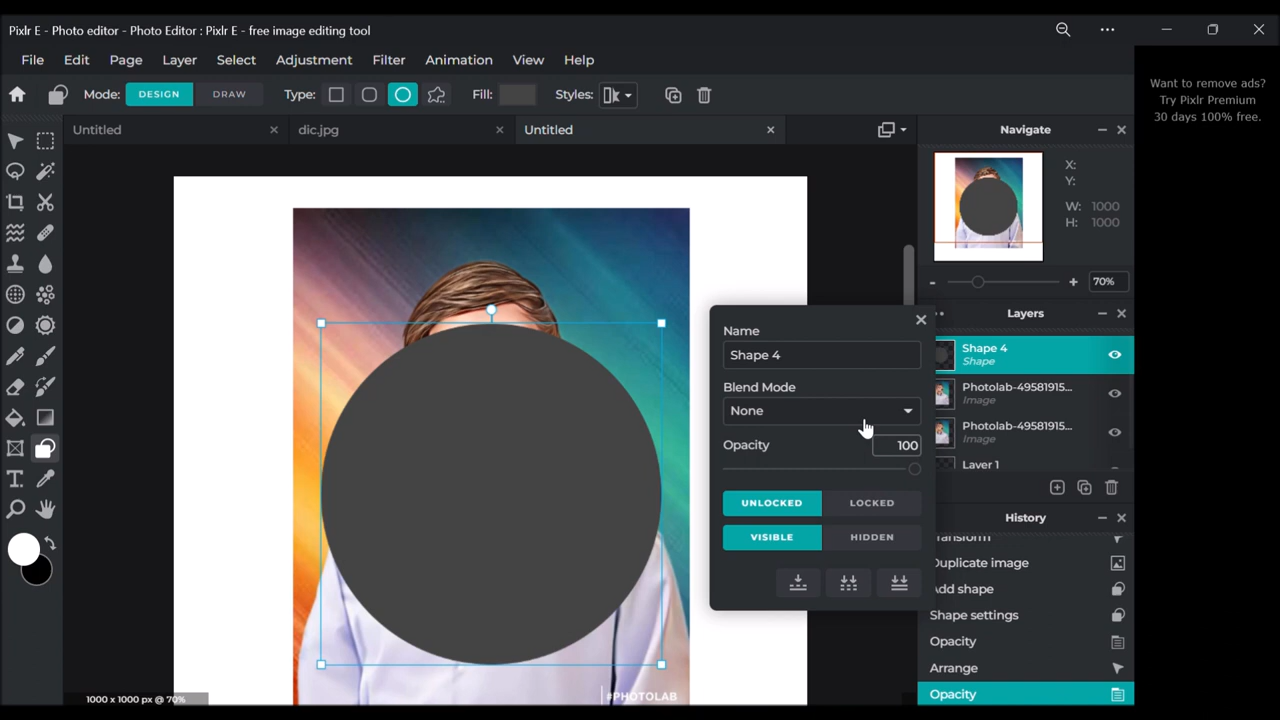 Pixlr E - Photo editor - Photo Editor : Pixlr E - free image editing tool
File Edit Page Layer Select Adjustment Filter Animation View Help
Mode: DESIGN DRAW Type: Fill: Styles:
Untitled dic.jpg Untitled
Want to remove ads?
Try Pixlr Premium
30 days 100% free.
Navigate
X:
Y:
W: 1000
H: 1000
70%
Layers
Shape 4
Shape
Photolab-49581915...
Image
Photolab-49581915...
Image
Layer 1
Name
Shape 4
Blend Mode
None
Opacity 100
UNLOCKED LOCKED
VISIBLE HIDDEN
History
Transform
Duplicate image
Add shape
Shape settings
Opacity
Arrange
Opacity
#PHOTOLAB
1000 x 1000 px @ 70%